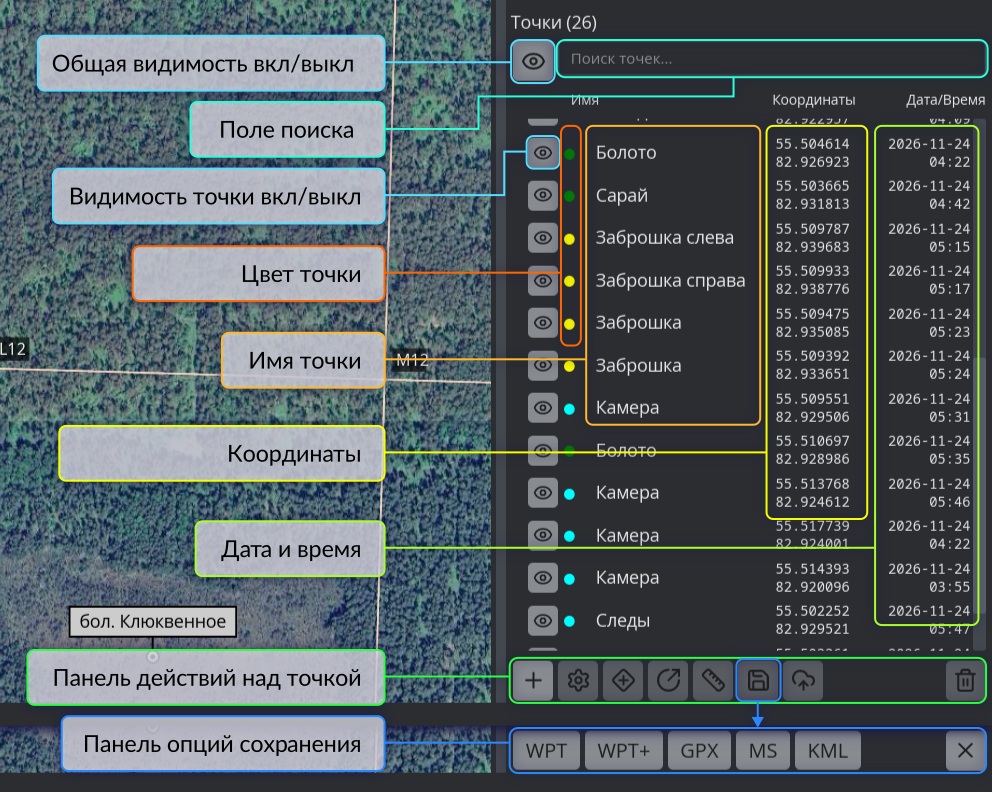 Точки (26)
Общая видимость вкл/выкл
Поиск точек...
Поле поиска
Имя
Координаты
Дата/Время
82.922957
04:09
Видимость точки вкл/выкл
Болото
55.504614
82.926923
2026-11-24
04:22
Сарай
55.503665
82.931813
2026-11-24
04:42
Заброшка слева
55.509787
82.939683
2026-11-24
05:15
Цвет точки
Заброшка справа
55.509933
82.938776
2026-11-24
05:17
Заброшка
55.509475
82.935085
2026-11-24
05:23
L12
M12
Имя точки
Заброшка
55.509392
82.933651
2026-11-24
05:24
Камера
55.509551
82.929506
2026-11-24
05:31
Координаты
Болото
55.510697
82.928986
2026-11-24
05:35
Камера
55.513768
82.924612
2026-11-24
05:46
Дата и время
Камера
55.517739
82.924001
2026-11-24
04:22
Камера
55.514393
82.920096
2026-11-24
03:55
бол. Клюквенное
Следы
55.502252
82.929521
2026-11-24
05:47
Панель действий над точкой
Панель опций сохранения
WPT
WPT+
GPX
MS
KML